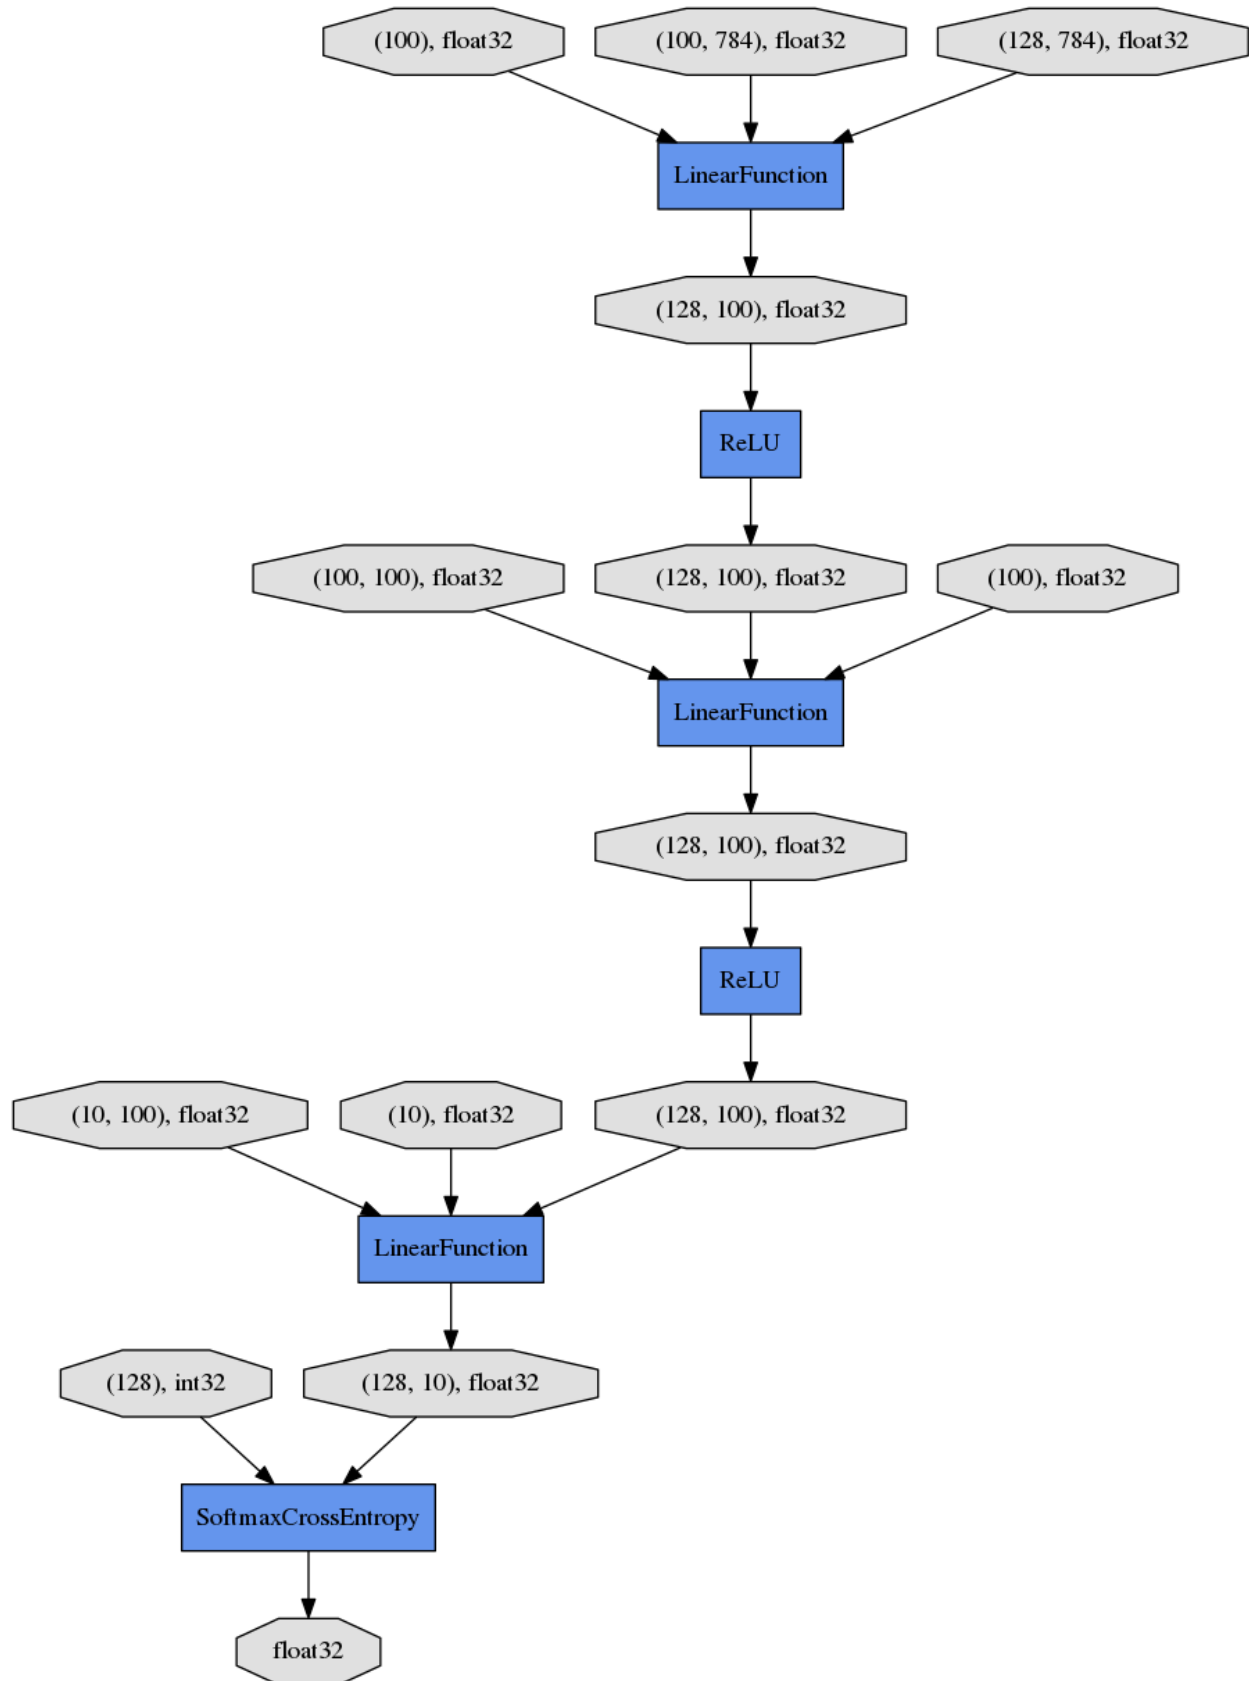 (100), float32
(100, 784), float32
(128, 784), float32
LinearFunction
(128, 100), float32
ReLU
(100, 100), float32
(128, 100), float32
(100), float32
LinearFunction
(128, 100), float32
ReLU
(10, 100), float32
(10), float32
(128, 100), float32
LinearFunction
(128), int32
(128, 10), float32
SoftmaxCrossEntropy
float32